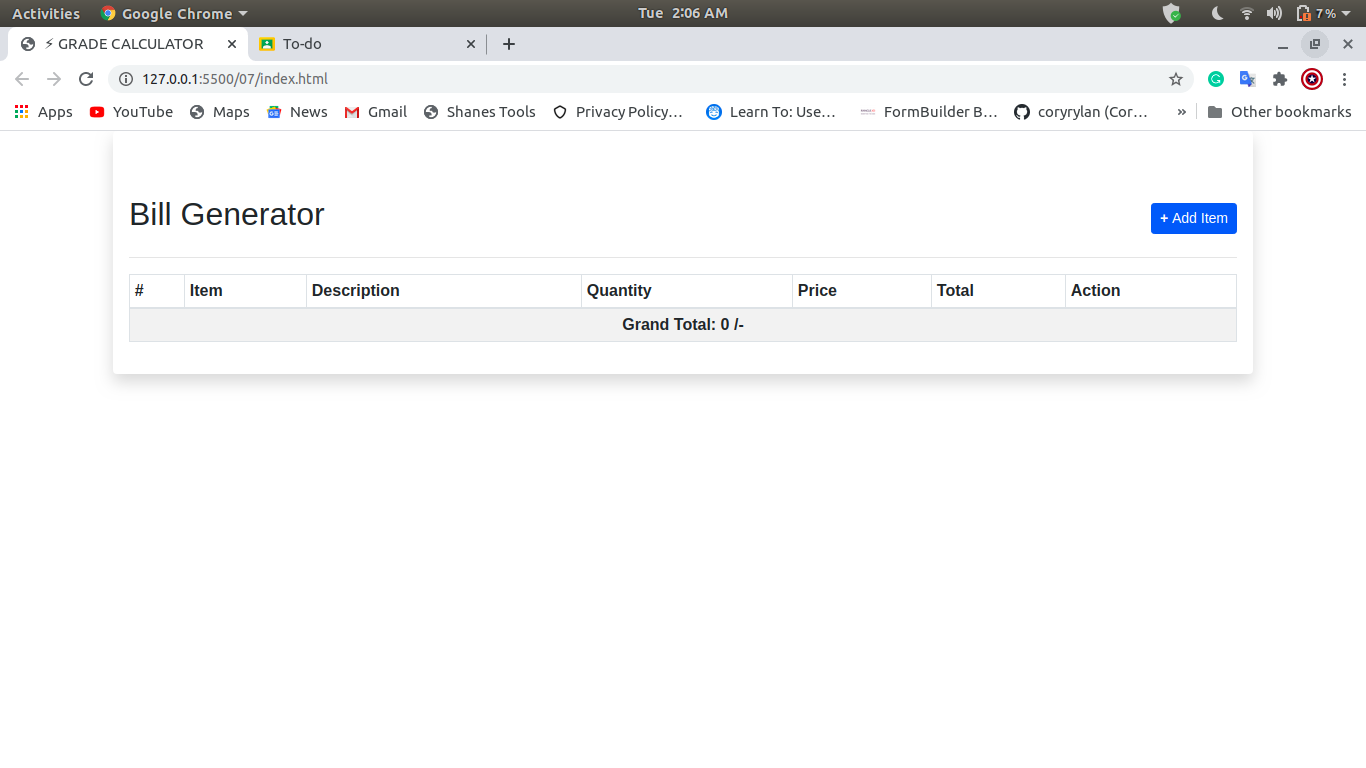 Activities Google Chrome Tue 2:06 AM 7%
⚡ GRADE CALCULATOR To-do
127.0.0.1:5500/07/index.html
Apps YouTube Maps News Gmail Shanes Tools Privacy Policy... Learn To: Use... FormBuilder B... coryrylan (Cor... » Other bookmarks
Bill Generator + Add Item
# Item Description Quantity Price Total Action
Grand Total: 0 /-